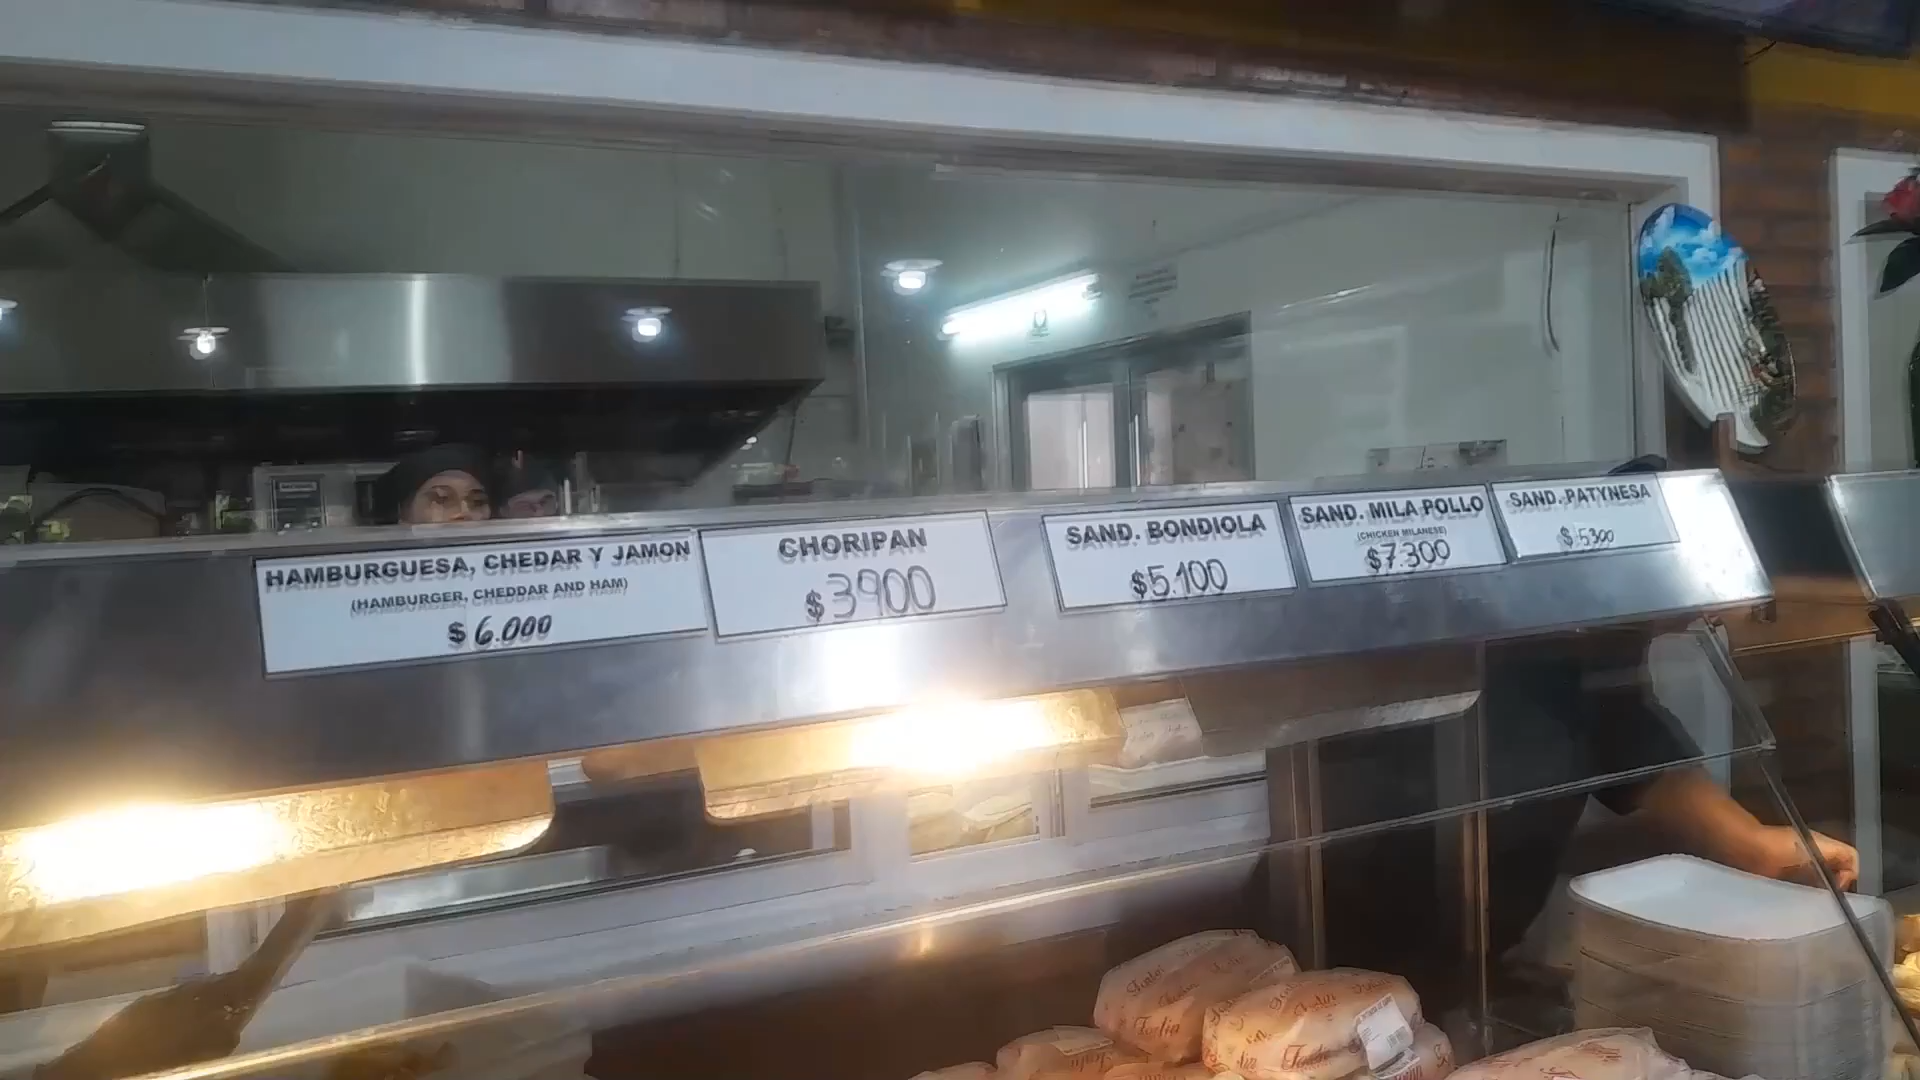 HAMBURGUESA, CHEDAR Y JAMON
(HAMBURGER, CHEDDAR AND HAM)
$ 6.000
CHORIPAN
$3900
SAND. BONDIOLA
$5.100
SAND. MILA POLLO
(CHICKEN MILANESE)
$7.300
SAND. PATYNESA
$ 5300